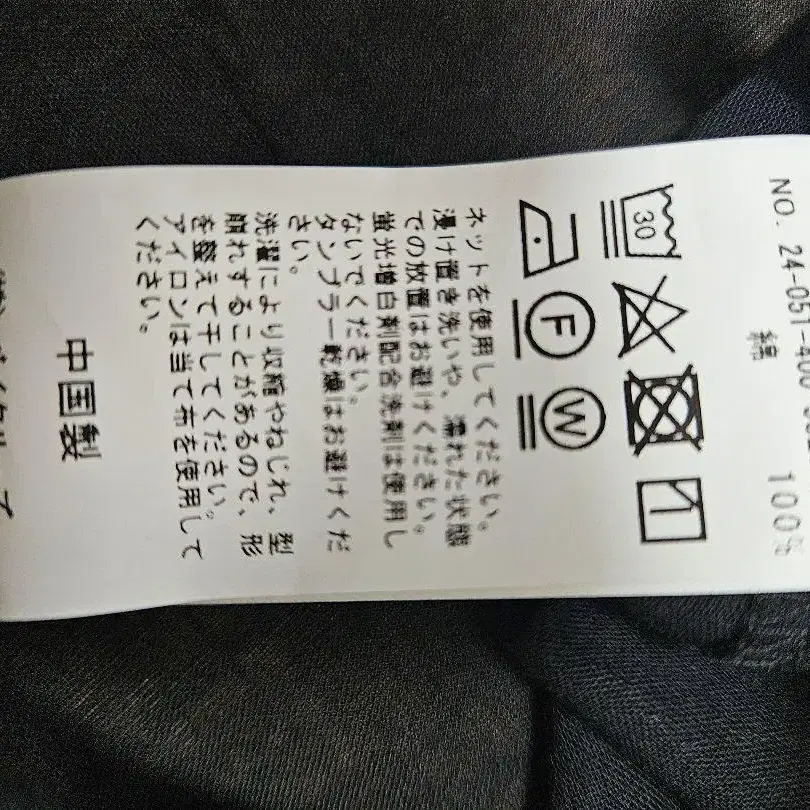 NO. 24-051-400
綿 100%
30
F
W
ネットを使用してください。
浸け置き洗いや、濡れた状態
での放置はお避けください。
蛍光増白剤配合洗剤は使用し
ないでください。
タンブラー乾燥はお避けくだ
さい。
洗濯により収縮やねじれ、型
崩れすることがあるので、形
を整えて干してください。
アイロンは当て布を使用して
ください。
中国製